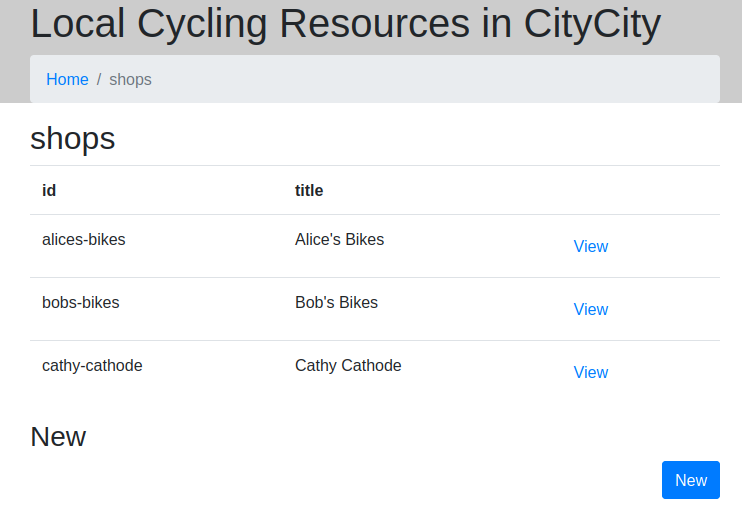 Local Cycling Resources in CityCity
Home / shops
shops
id title
alices-bikes Alice's Bikes View
bobs-bikes Bob's Bikes View
cathy-cathode Cathy Cathode View
New
New